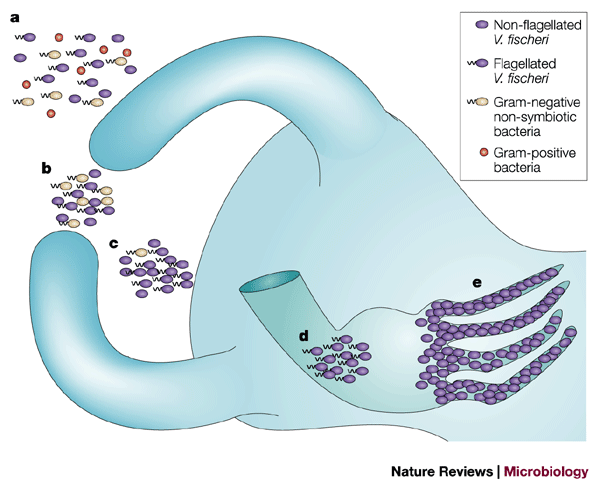 a
Non-flagellated
V. fischeri
Flagellated
V. fischeri
Gram-negative
non-symbiotic
bacteria
Gram-positive
bacteria
b
c
d
e
Nature Reviews | Microbiology